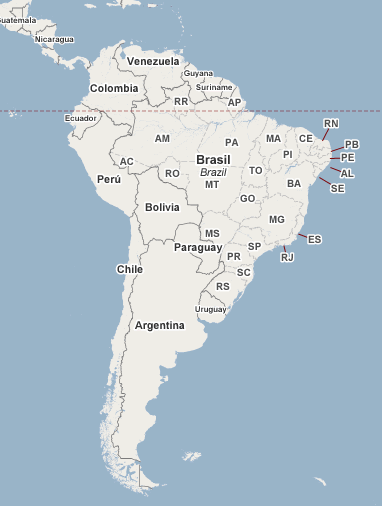 Guatemala
Nicaragua
Venezuela
Guyana
Suriname
Colombia
RR
AP
Ecuador
RN
AM
PA
MA
CE
PB
PI
PE
AC
RO
Brasil
Brazil
TO
AL
Perú
MT
BA
SE
GO
Bolivia
MG
MS
ES
Paraguay
SP
RJ
PR
Chile
SC
RS
Uruguay
Argentina